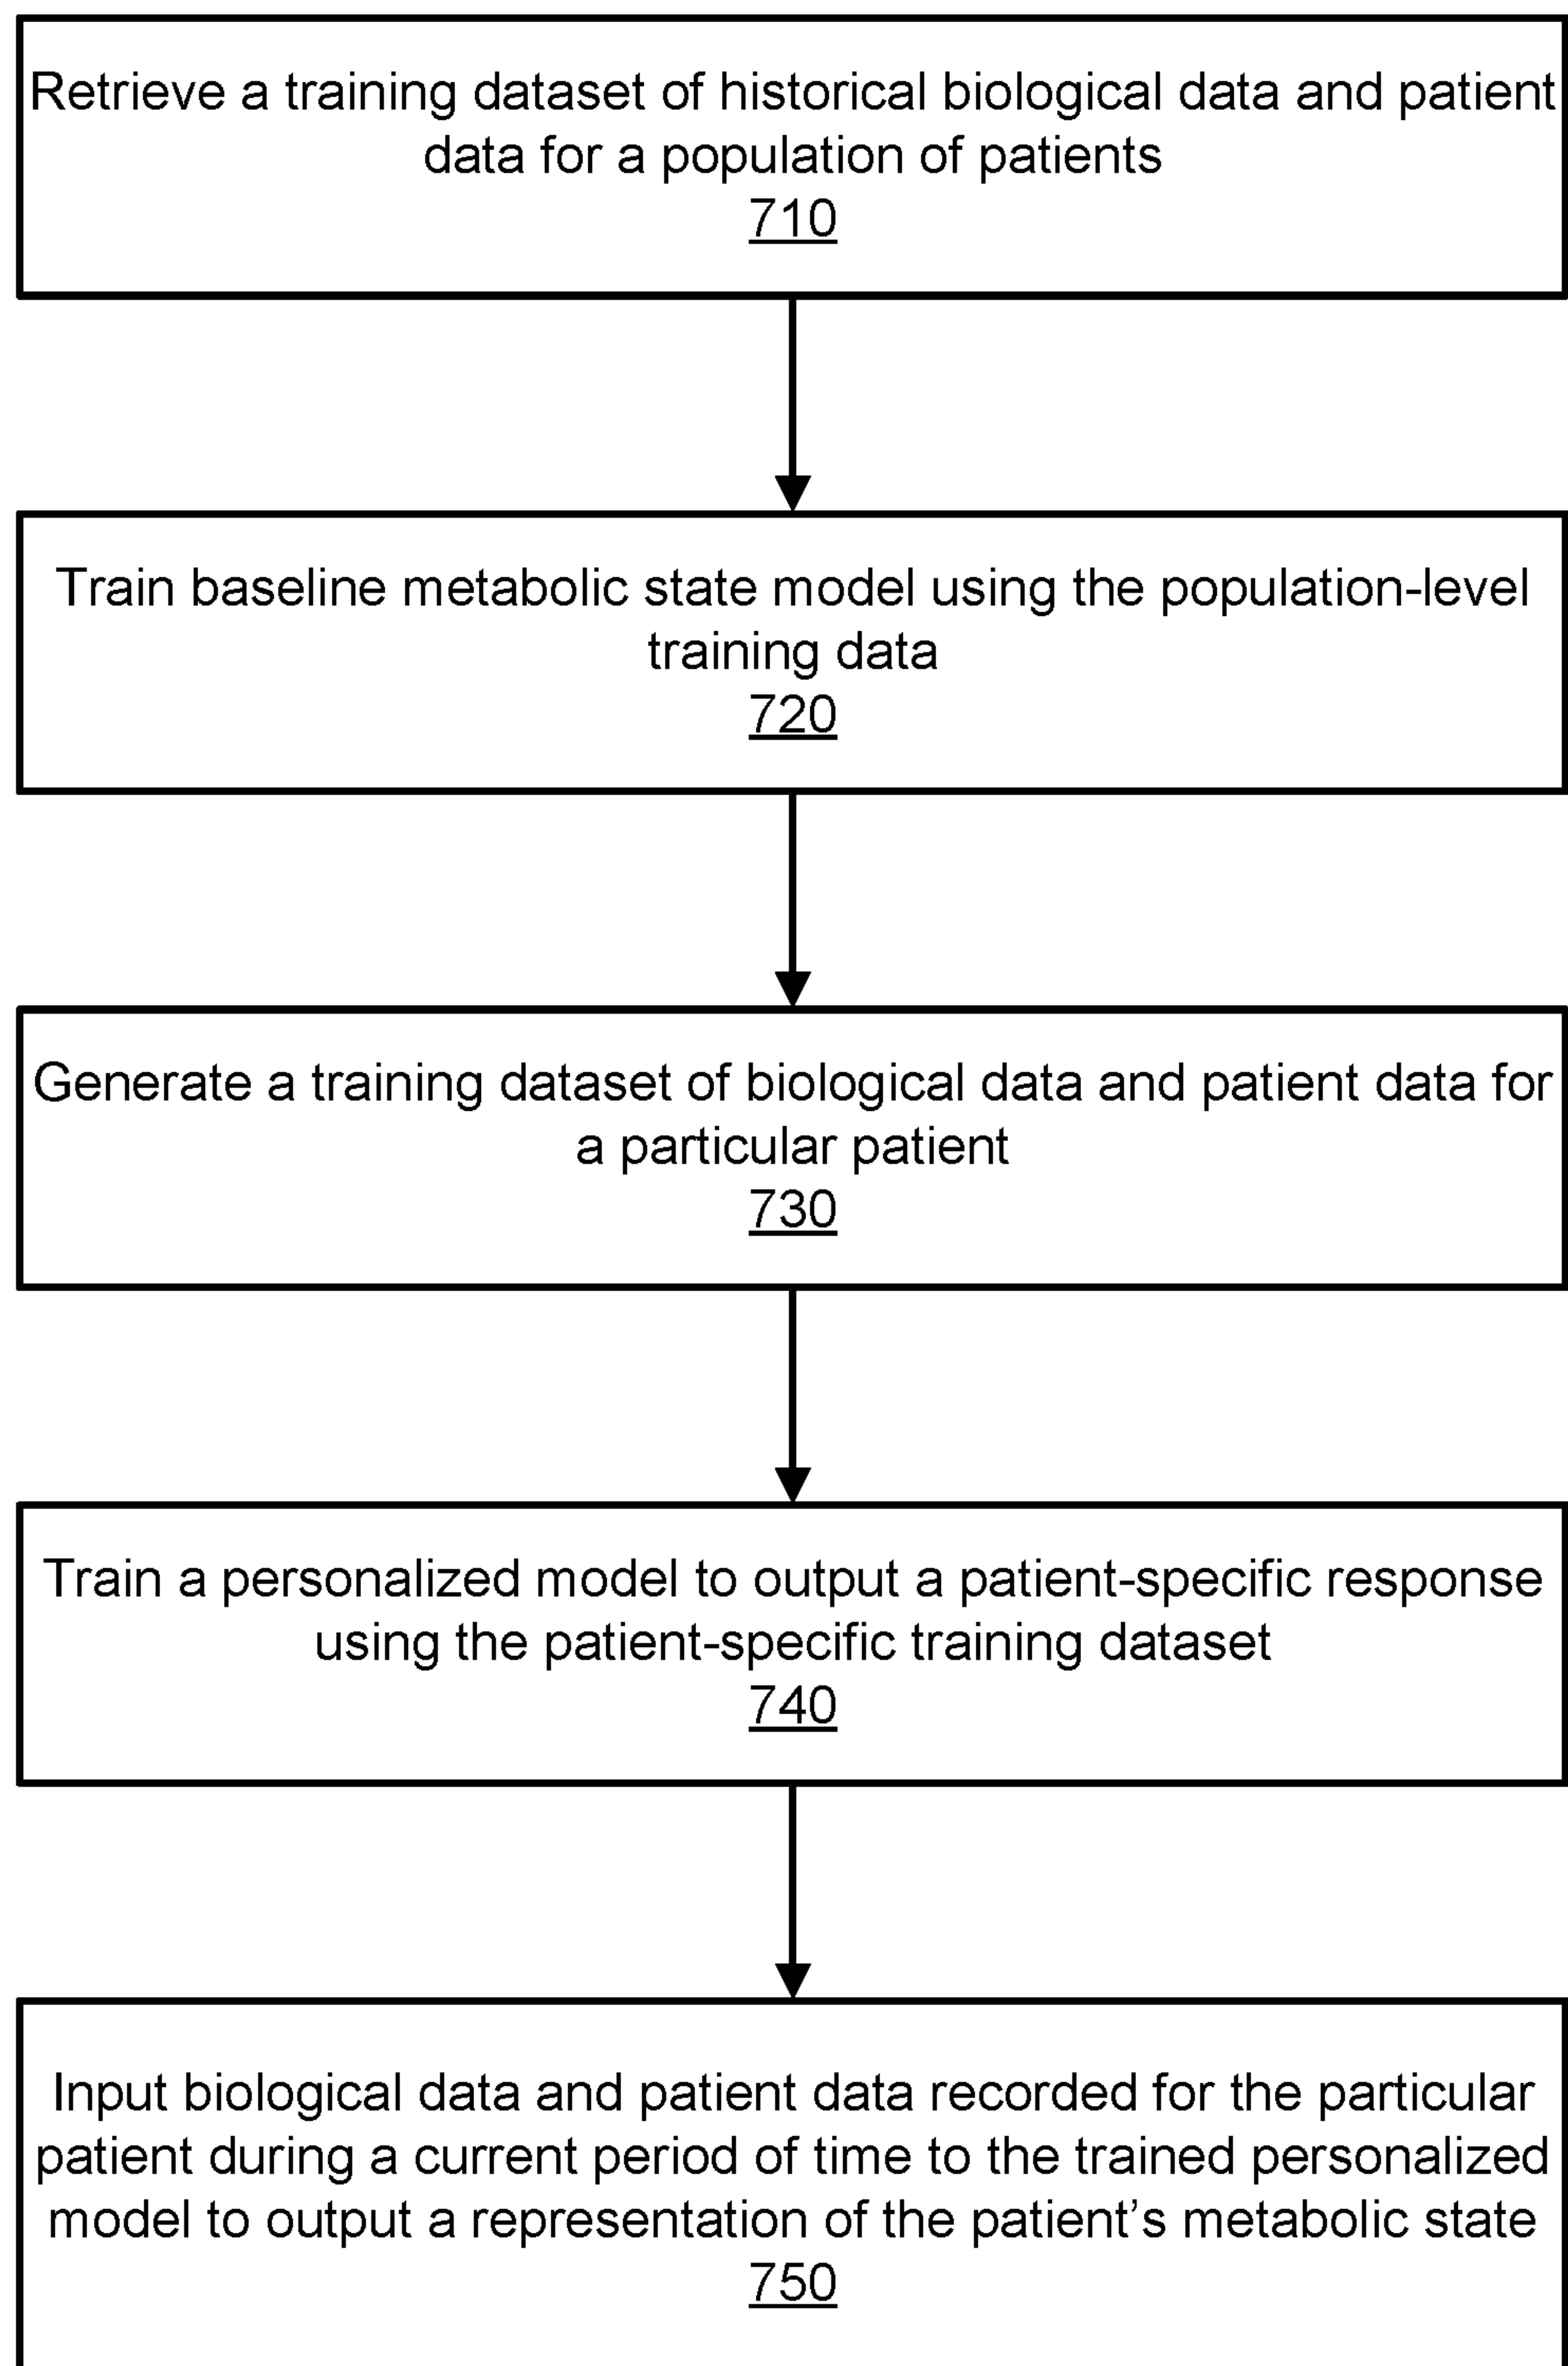 Retrieve a training dataset of historical biological data and patient
data for a population of patients
710
Train baseline metabolic state model using the population-level
training data
720
Generate a training dataset of biological data and patient data for
a particular patient
730
Train a personalized model to output a patient-specific response
using the patient-specific training dataset
740
Input biological data and patient data recorded for the particular
patient during a current period of time to the trained personalized
model to output a representation of the patient’s metabolic state
750